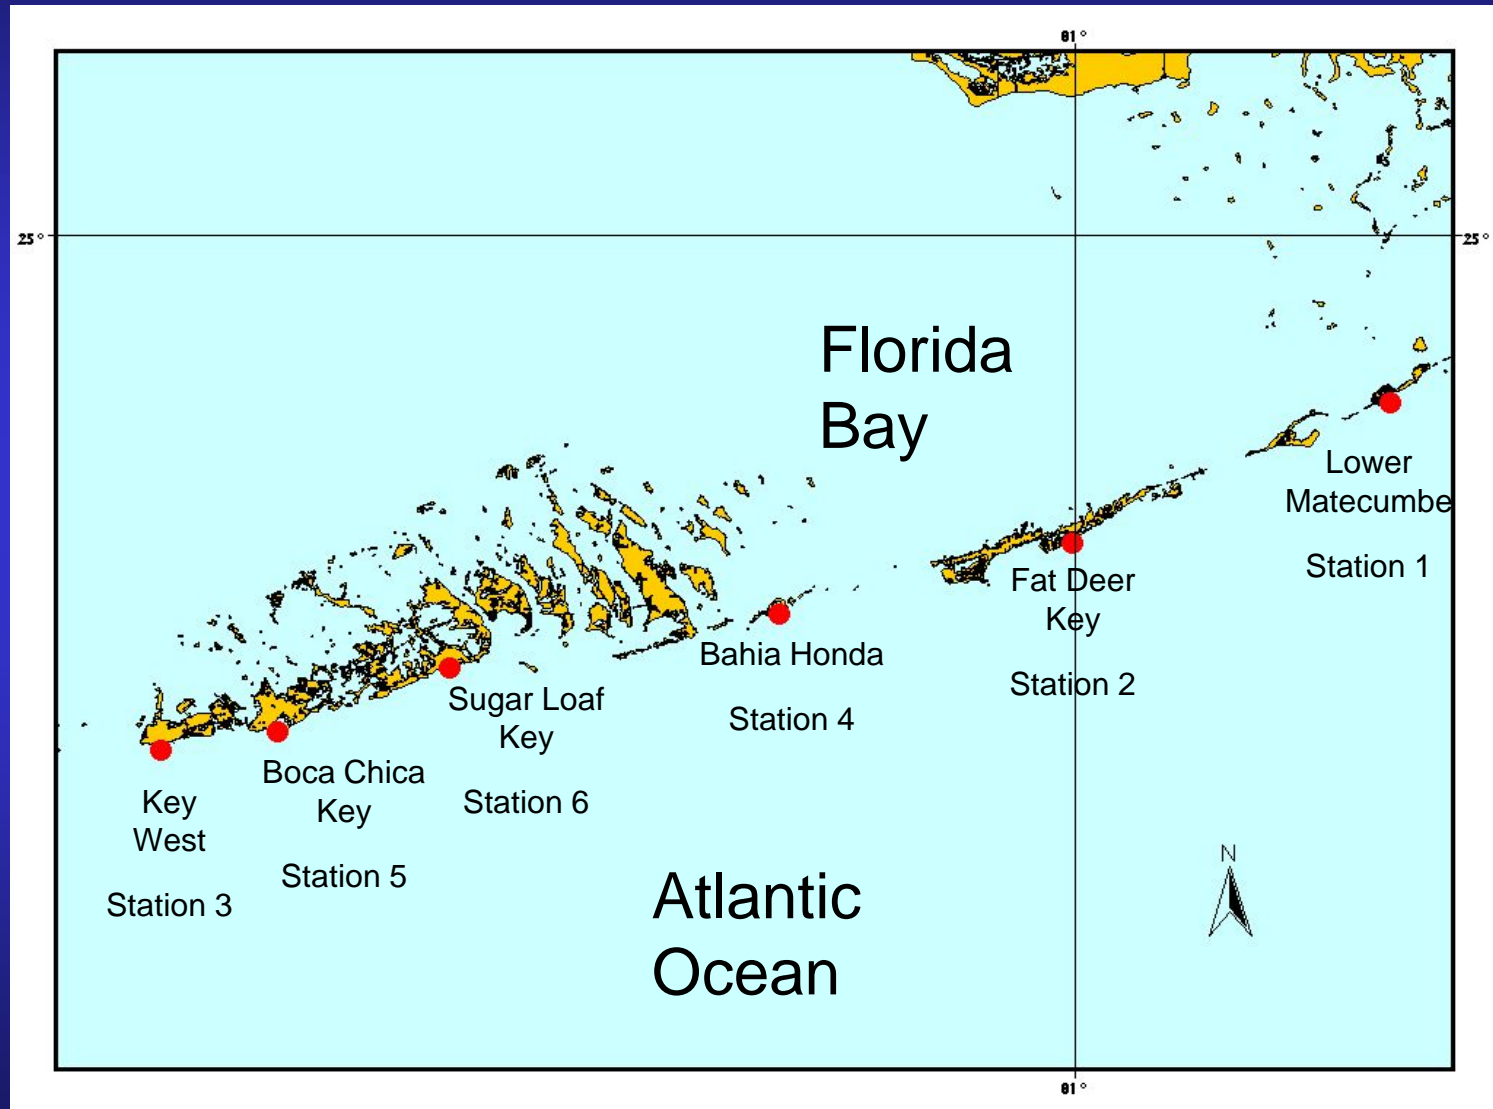 81°
25°
25°
Florida
Bay
Lower
Matecumbe
Station 1
Fat Deer
Key
Station 2
Bahia Honda
Station 4
Sugar Loaf
Key
Station 6
Boca Chica
Key
Station 5
Key
West
Station 3
Atlantic
Ocean
N
81°